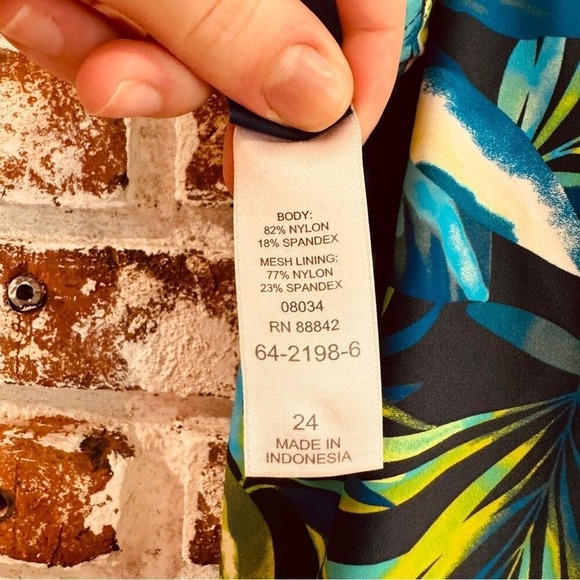 BODY:
82% NYLON
18% SPANDEX
MESH LINING:
77% NYLON
23% SPANDEX
08034
RN 88842
64-2198-6
24
MADE IN
INDONESIA